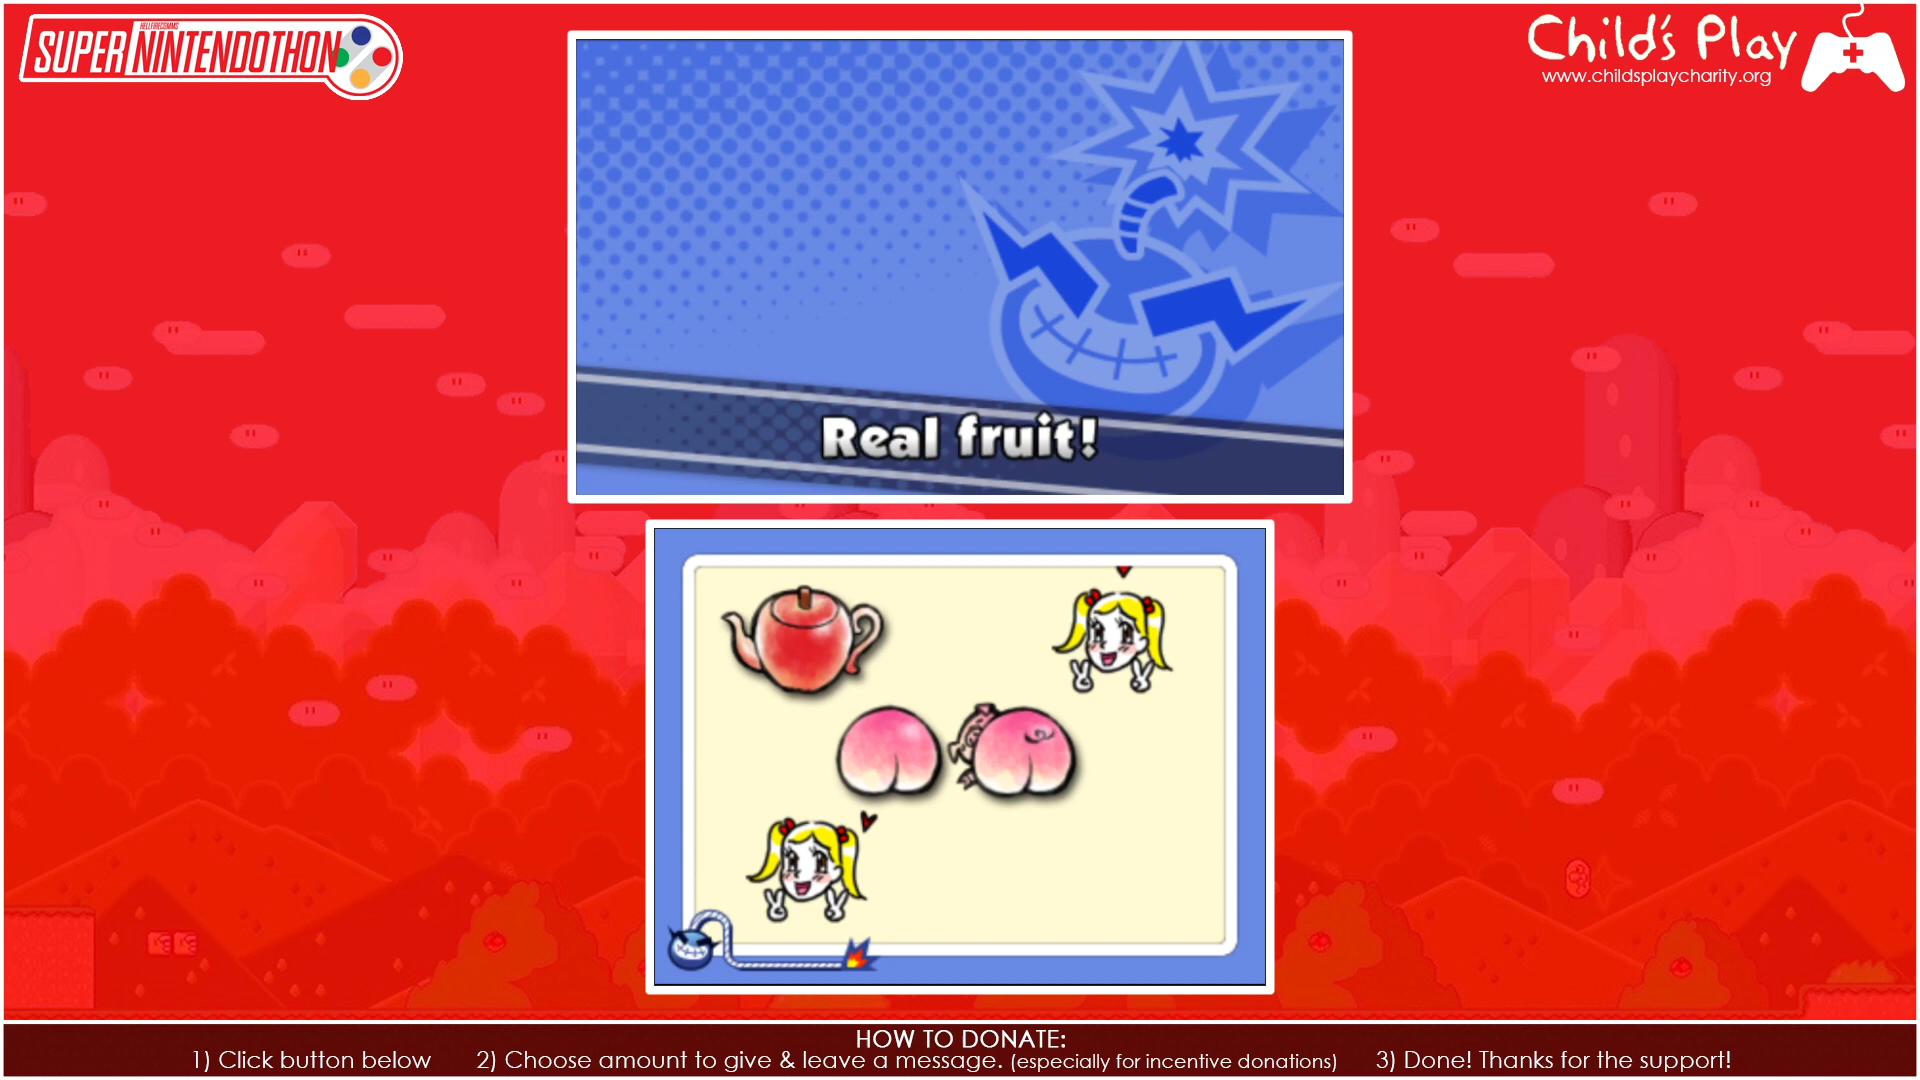 HELLFIRECOMMS
SUPER NINTENDOTHON
Child's Play
www.childsplaycharity.org
Real fruit!
HOW TO DONATE:
1) Click button below 2) Choose amount to give & leave a message. (especially for incentive donations) 3) Done! Thanks for the support!